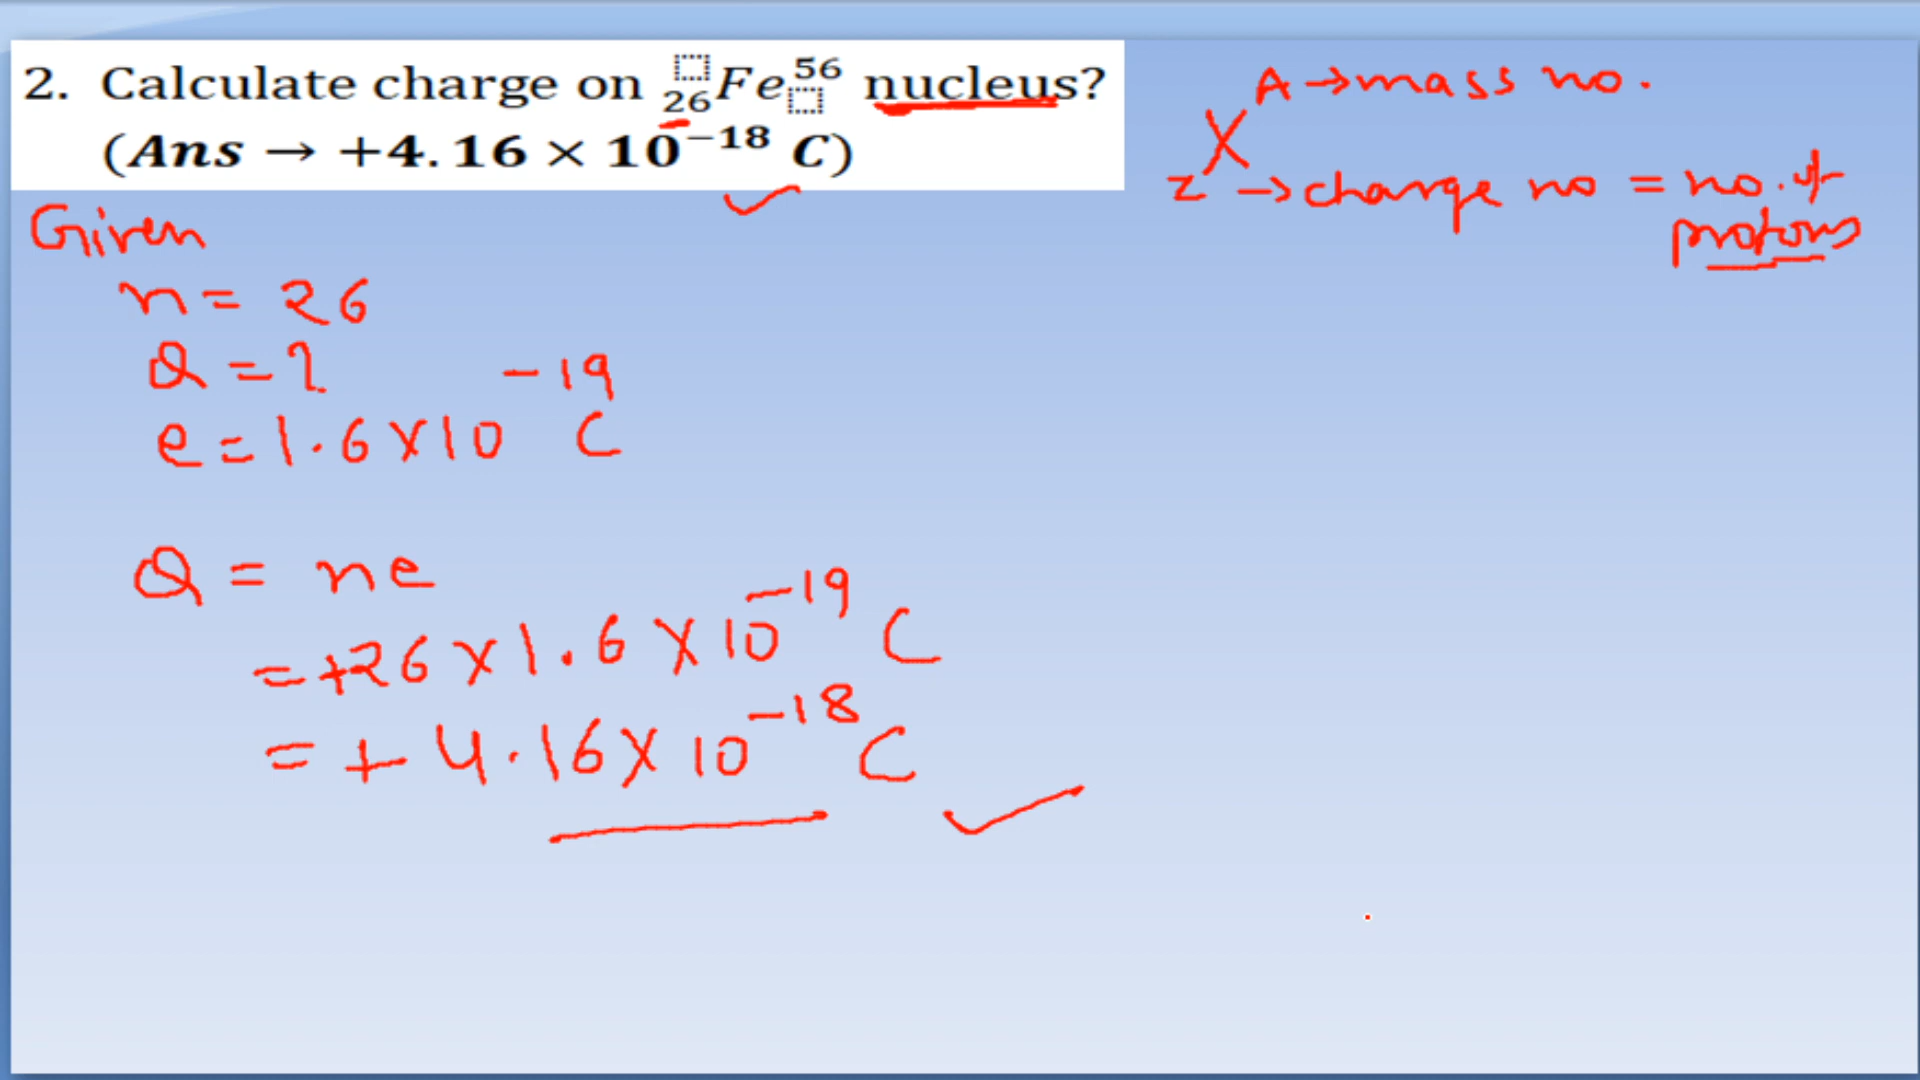 2. Calculate charge on ₂₆Fe⁵⁶ nucleus?
(Ans → +4.16 × 10⁻¹⁸ C)
A → mass no.
X
Z → charge no = no. of
protons
Given
n = 26
Q = ?
e = 1.6 X 10⁻¹⁹ C
Q = ne
= +26 X 1.6 X 10⁻¹⁹ C
= + 4.16 X 10⁻¹⁸ C